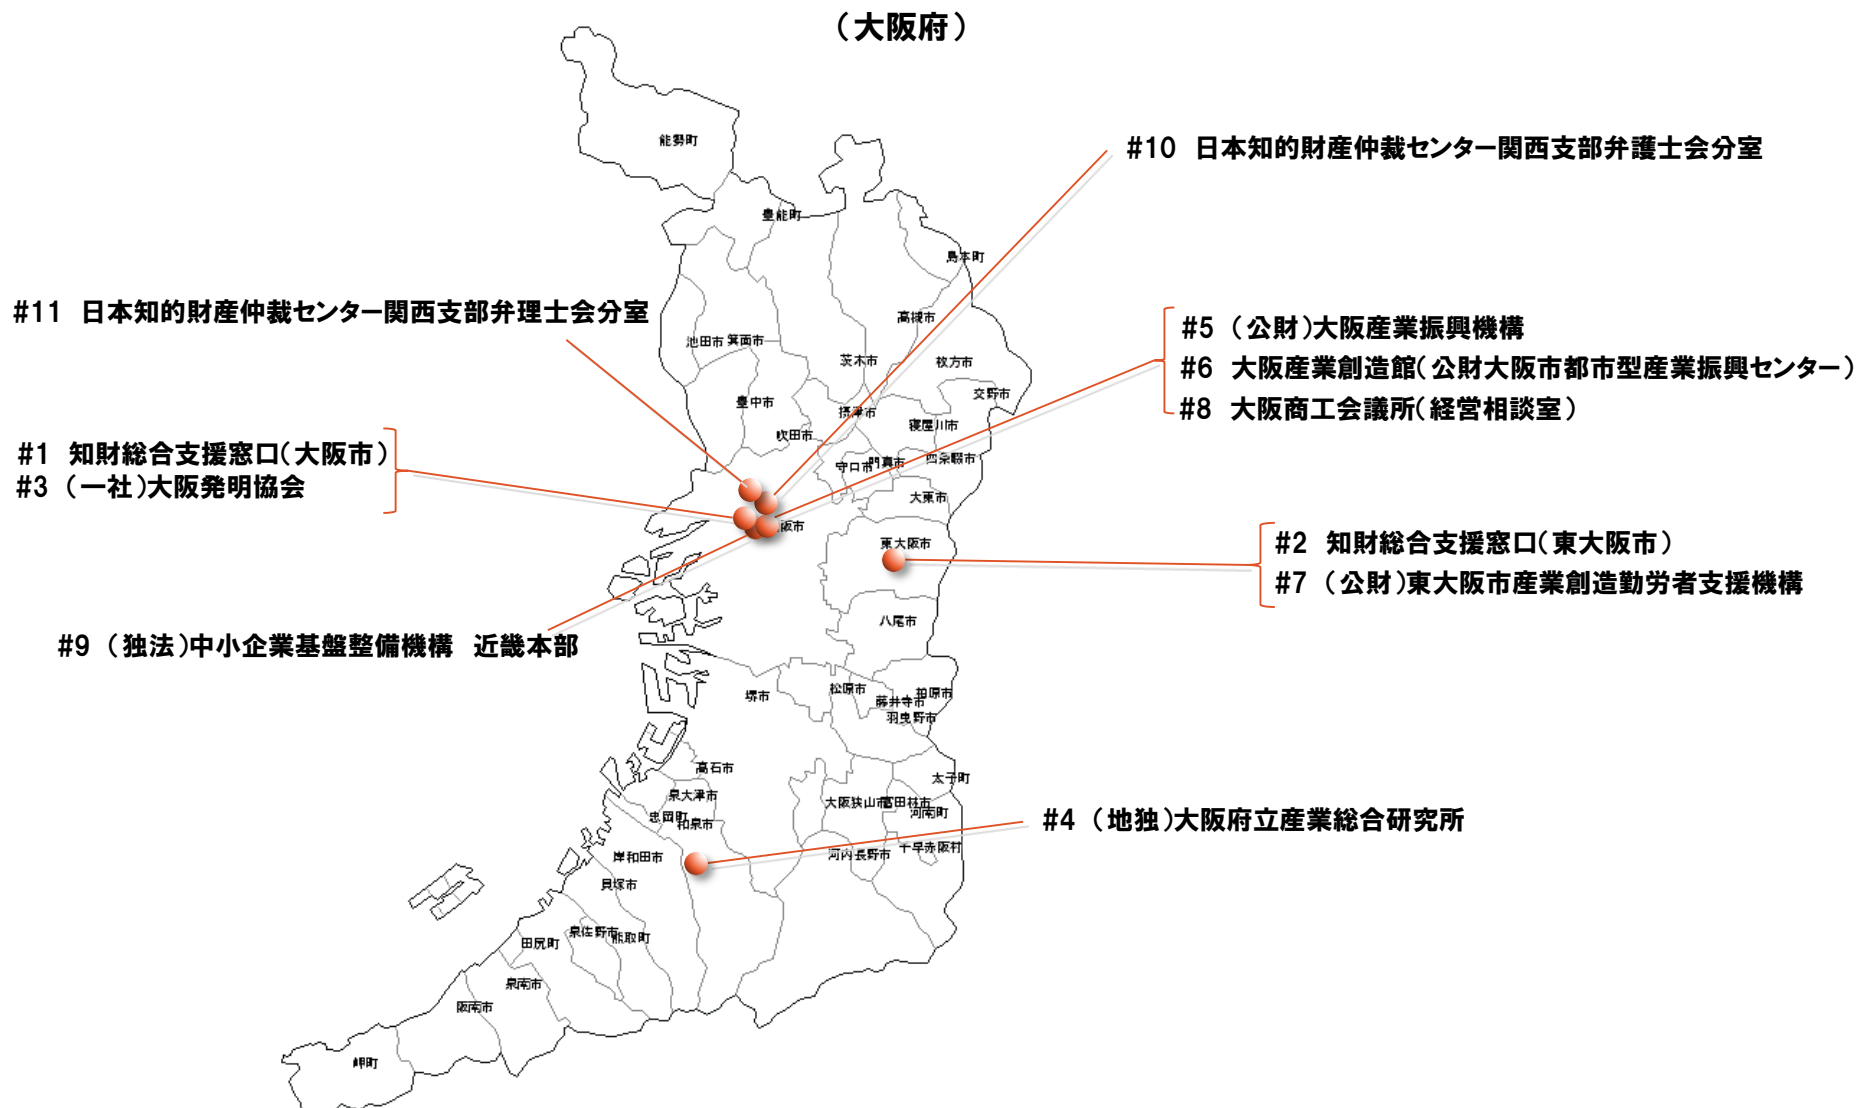 （大阪府）
#10 日本知的財産仲裁センター関西支部弁護士会分室
#11 日本知的財産仲裁センター関西支部弁理士会分室
#5 （公財）大阪産業振興機構
#6 大阪産業創造館（公財大阪市都市型産業振興センター）
#8 大阪商工会議所（経営相談室）
#1 知財総合支援窓口（大阪市）
#3 （一社）大阪発明協会
#2 知財総合支援窓口（東大阪市）
#7 （公財）東大阪市産業創造勤労者支援機構
#9 （独法）中小企業基盤整備機構 近畿本部
#4 （地独）大阪府立産業総合研究所
能勢町
豊能町
島本町
高槻市
池田市
箕面市
茨木市
枚方市
交野市
豊中市
摂津市
寝屋川市
吹田市
守口市
門真市
四条畷市
大東市
阪市
東大阪市
八尾市
堺市
松原市
藤井寺市
柏原市
羽曳野市
高石市
太子町
泉大津市
大阪狭山市
富田林市
河南町
忠岡町
和泉市
岸和田市
河内長野市
千早赤阪村
貝塚市
田尻町
泉佐野市
熊取町
泉南市
阪南市
岬町